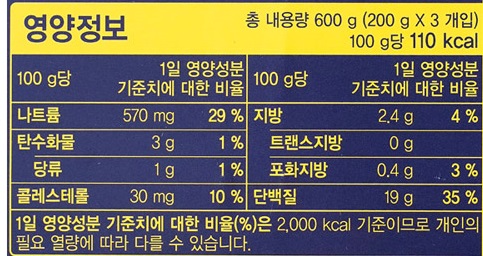 영양정보
총 내용량 600 g (200 g X 3 개입)
100 g당 110 kcal
100 g당 1일 영양성분 기준치에 대한 비율 100 g당 1일 영양성분 기준치에 대한 비율
나트륨 570 mg 29 % 지방 2.4 g 4 %
탄수화물 3 g 1 % 트랜스지방 0 g
당류 1 g 1 % 포화지방 0.4 g 3 %
콜레스테롤 30 mg 10 % 단백질 19 g 35 %
1일 영양성분 기준치에 대한 비율(%)은 2,000 kcal 기준이므로 개인의
필요 열량에 따라 다를 수 있습니다.